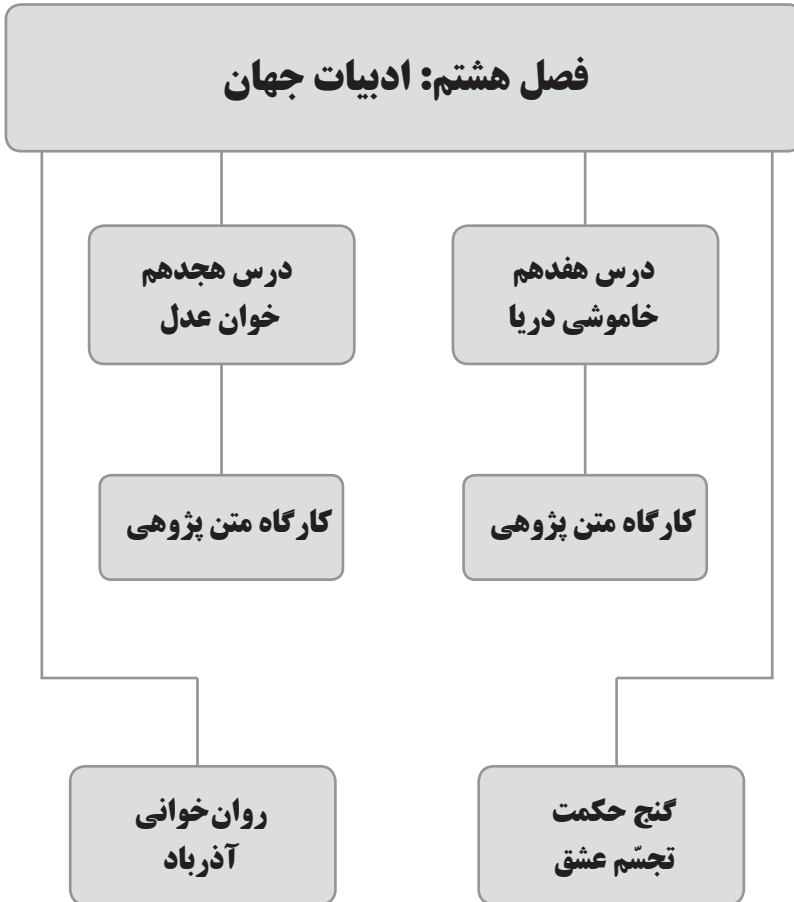 فصل هشتم: ادبیات جهان
درس هفدهم
خاموشی دریا
درس هجدهم
خوان عدل
کارگاه متن پژوهی
کارگاه متن پژوهی
گنج حکمت
تجسّم عشق
روان‌خوانی
آذرباد